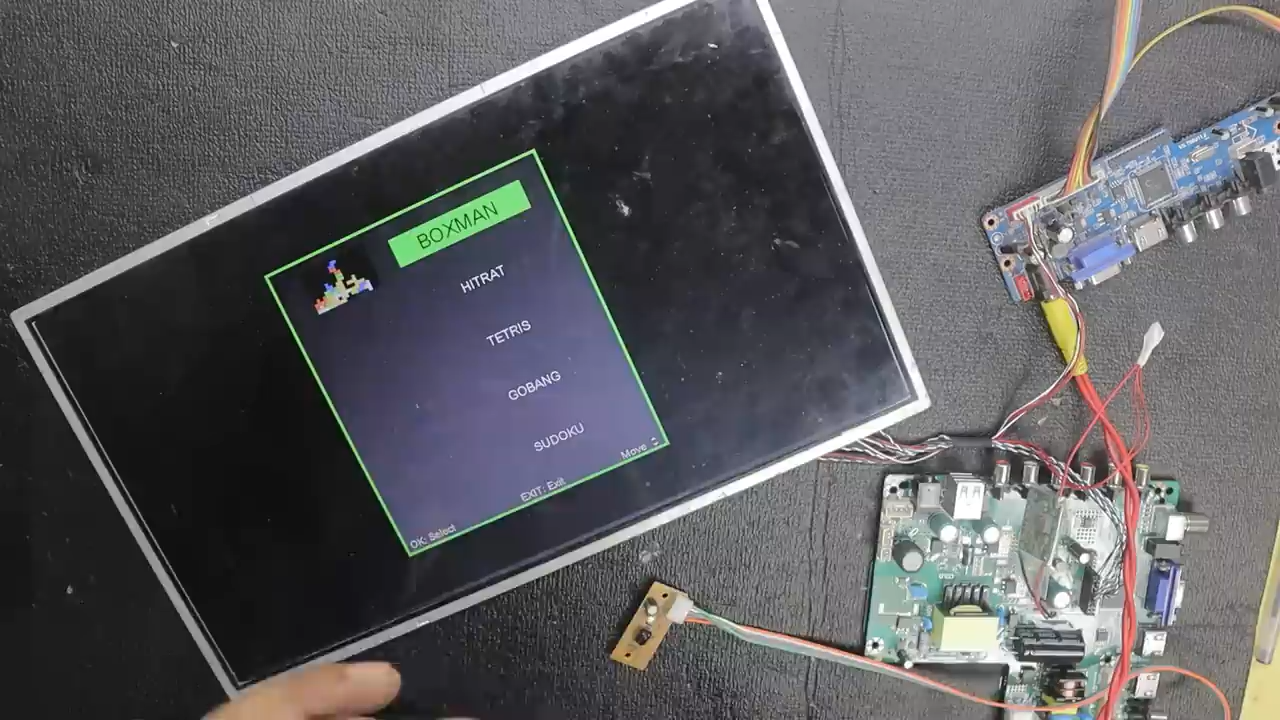 BOXMAN
HITRAT
TETRIS
GOBANG
SUDOKU
Move
EXIT: Exit
OK: Select